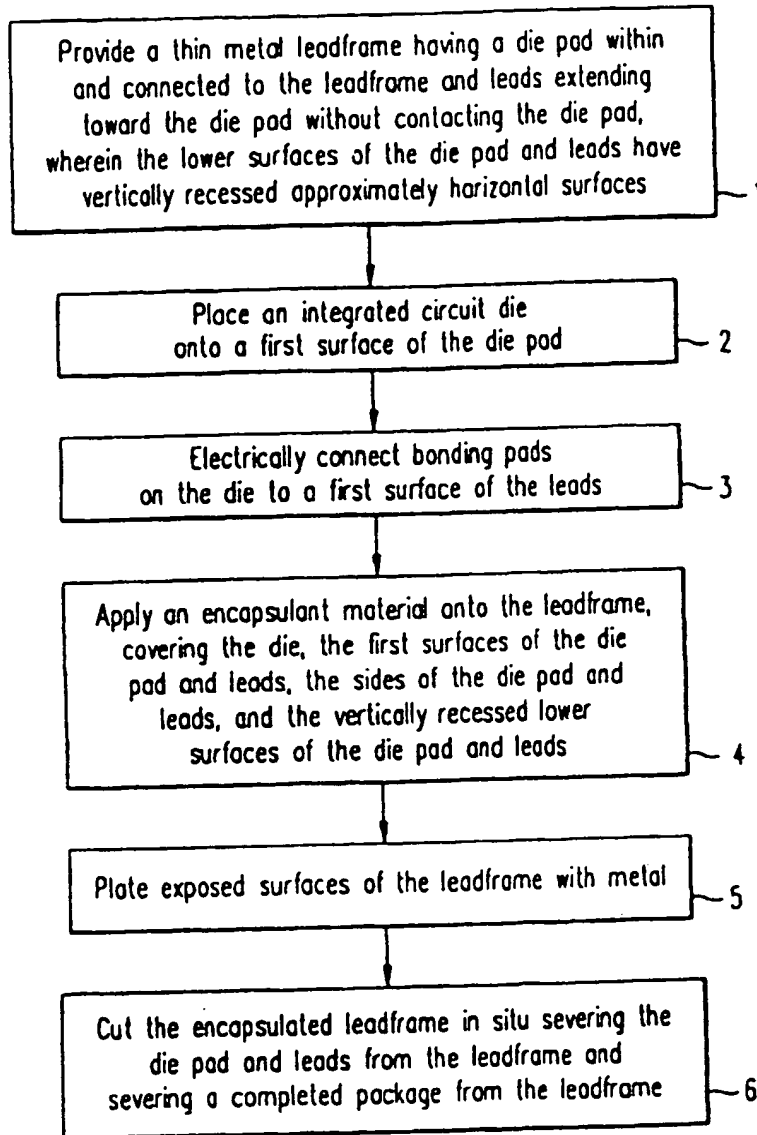 Provide a thin metal leadframe having a die pad within
and connected to the leadframe and leads extending
toward the die pad without contacting the die pad,
wherein the lower surfaces of the die pad and leads have
vertically recessed approximately horizontal surfaces
1
Place an integrated circuit die
onto a first surface of the die pad
2
Electrically connect bonding pads
on the die to a first surface of the leads
3
Apply an encapsulant material onto the leadframe,
covering the die, the first surfaces of the die
pad and leads, the sides of the die pad and
leads, and the vertically recessed lower
surfaces of the die pad and leads
4
Plate exposed surfaces of the leadframe with metal
5
Cut the encapsulated leadframe in situ severing the
die pad and leads from the leadframe and
severing a completed package from the leadframe
6